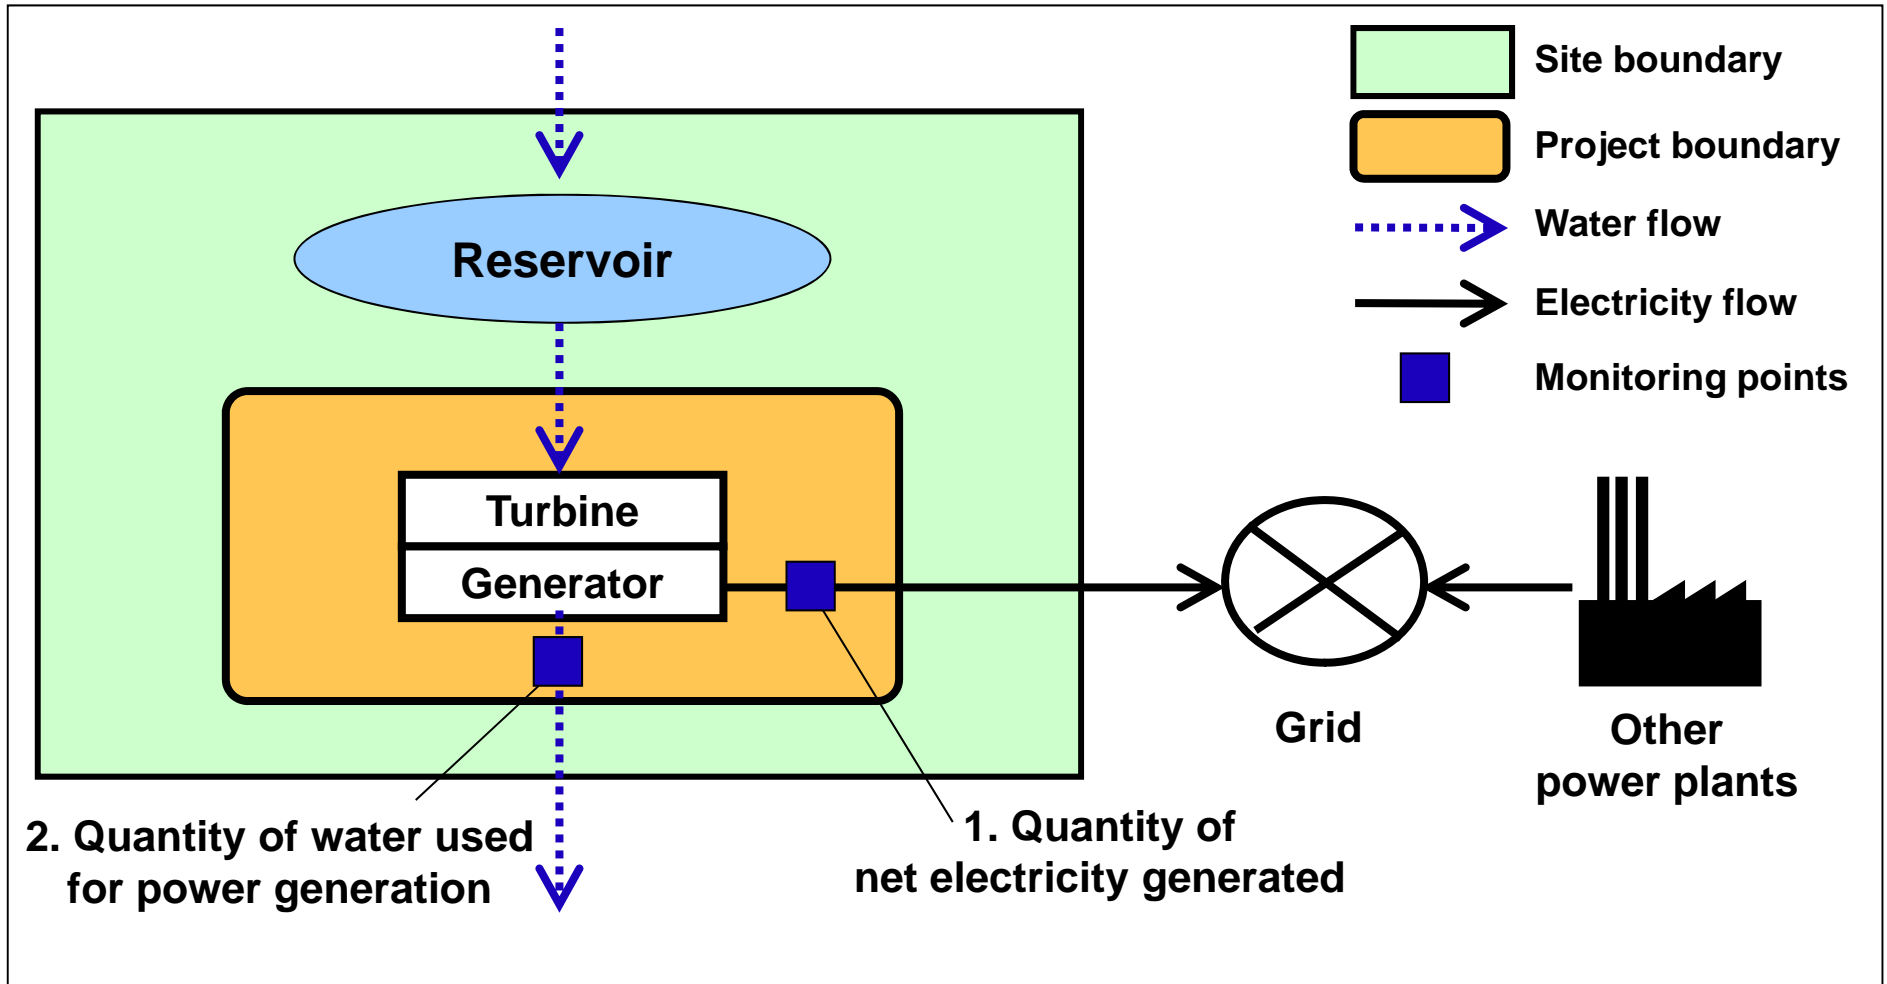 Site boundary
Project boundary
Water flow
Electricity flow
Monitoring points
Reservoir
Turbine
Generator
Grid
Other
power plants
1. Quantity of
net electricity generated
2. Quantity of water used
for power generation